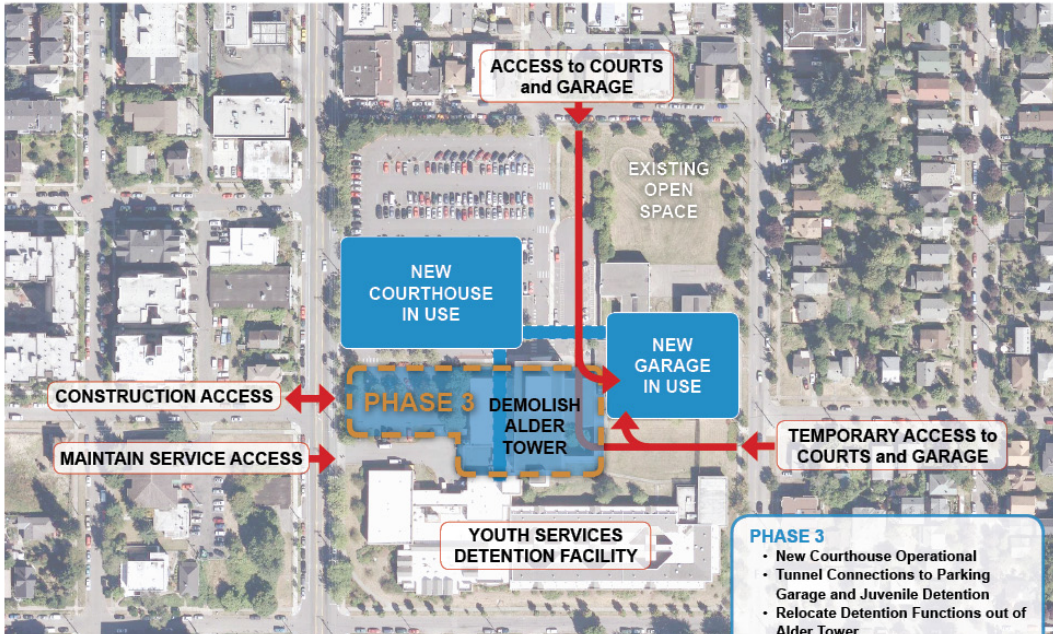 ACCESS to COURTS
and GARAGE
EXISTING
OPEN
SPACE
NEW
COURTHOUSE
IN USE
NEW
GARAGE
IN USE
CONSTRUCTION ACCESS
PHASE 3
DEMOLISH
ALDER
TOWER
MAINTAIN SERVICE ACCESS
TEMPORARY ACCESS to
COURTS and GARAGE
YOUTH SERVICES
DETENTION FACILITY
PHASE 3
• New Courthouse Operational
• Tunnel Connections to Parking
Garage and Juvenile Detention
• Relocate Detention Functions out of
Alder Tower